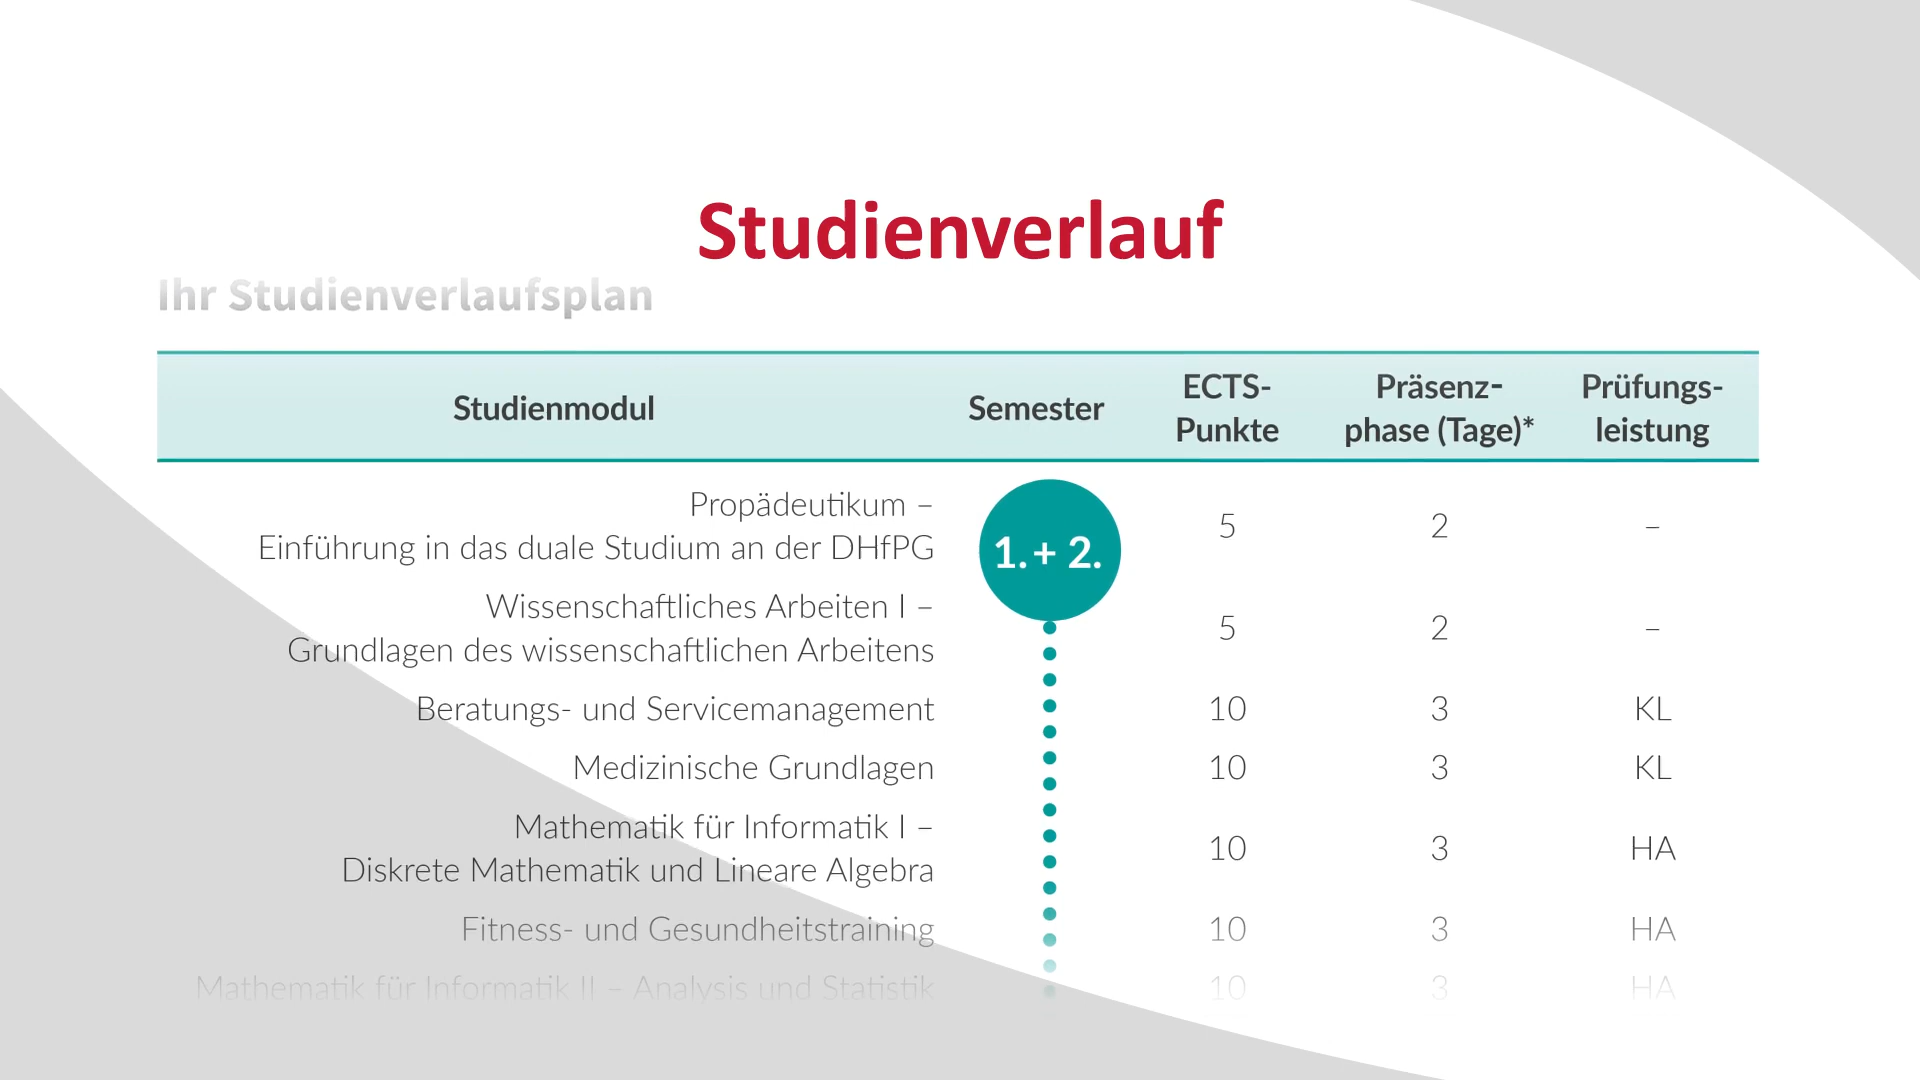 Studienverlauf
Ihr Studienverlaufsplan
Studienmodul Semester ECTS-Punkte Präsenz-phase (Tage)* Prüfungs-leistung
Propädeutikum –
Einführung in das duale Studium an der DHfPG 1. + 2. 5 2 –
Wissenschaftliches Arbeiten I –
Grundlagen des wissenschaftlichen Arbeitens 5 2 –
Beratungs- und Servicemanagement 10 3 KL
Medizinische Grundlagen 10 3 KL
Mathematik für Informatik I –
Diskrete Mathematik und Lineare Algebra 10 3 HA
Fitness- und Gesundheitstraining 10 3 HA
Mathematik für Informatik II – Analysis und Statistik 10 3 HA